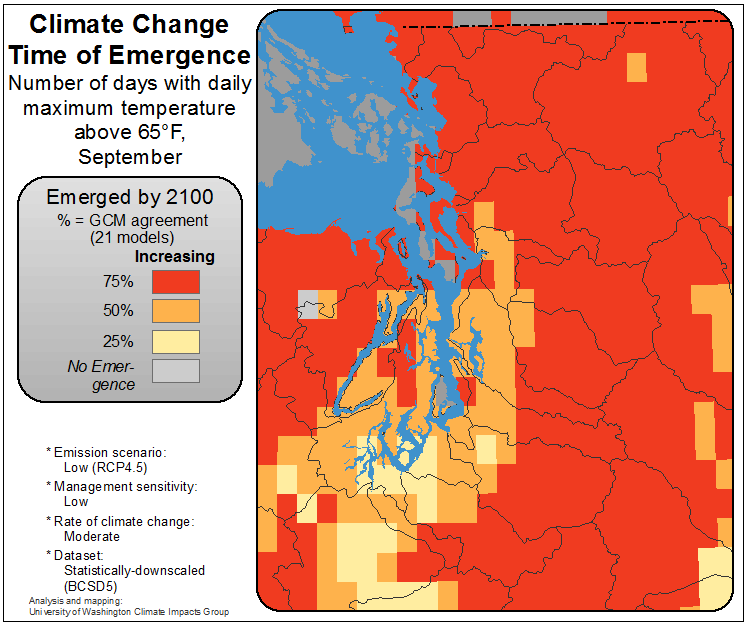 Climate Change
Time of Emergence
Number of days with daily
maximum temperature
above 65°F,
September
Emerged by 2100
% = GCM agreement
(21 models)
Increasing
75%
50%
25%
No Emer-
gence
* Emission scenario:
Low (RCP4.5)
* Management sensitivity:
Low
* Rate of climate change:
Moderate
* Dataset:
Statistically-downscaled
(BCSD5)
Analysis and mapping:
University of Washington Climate Impacts Group